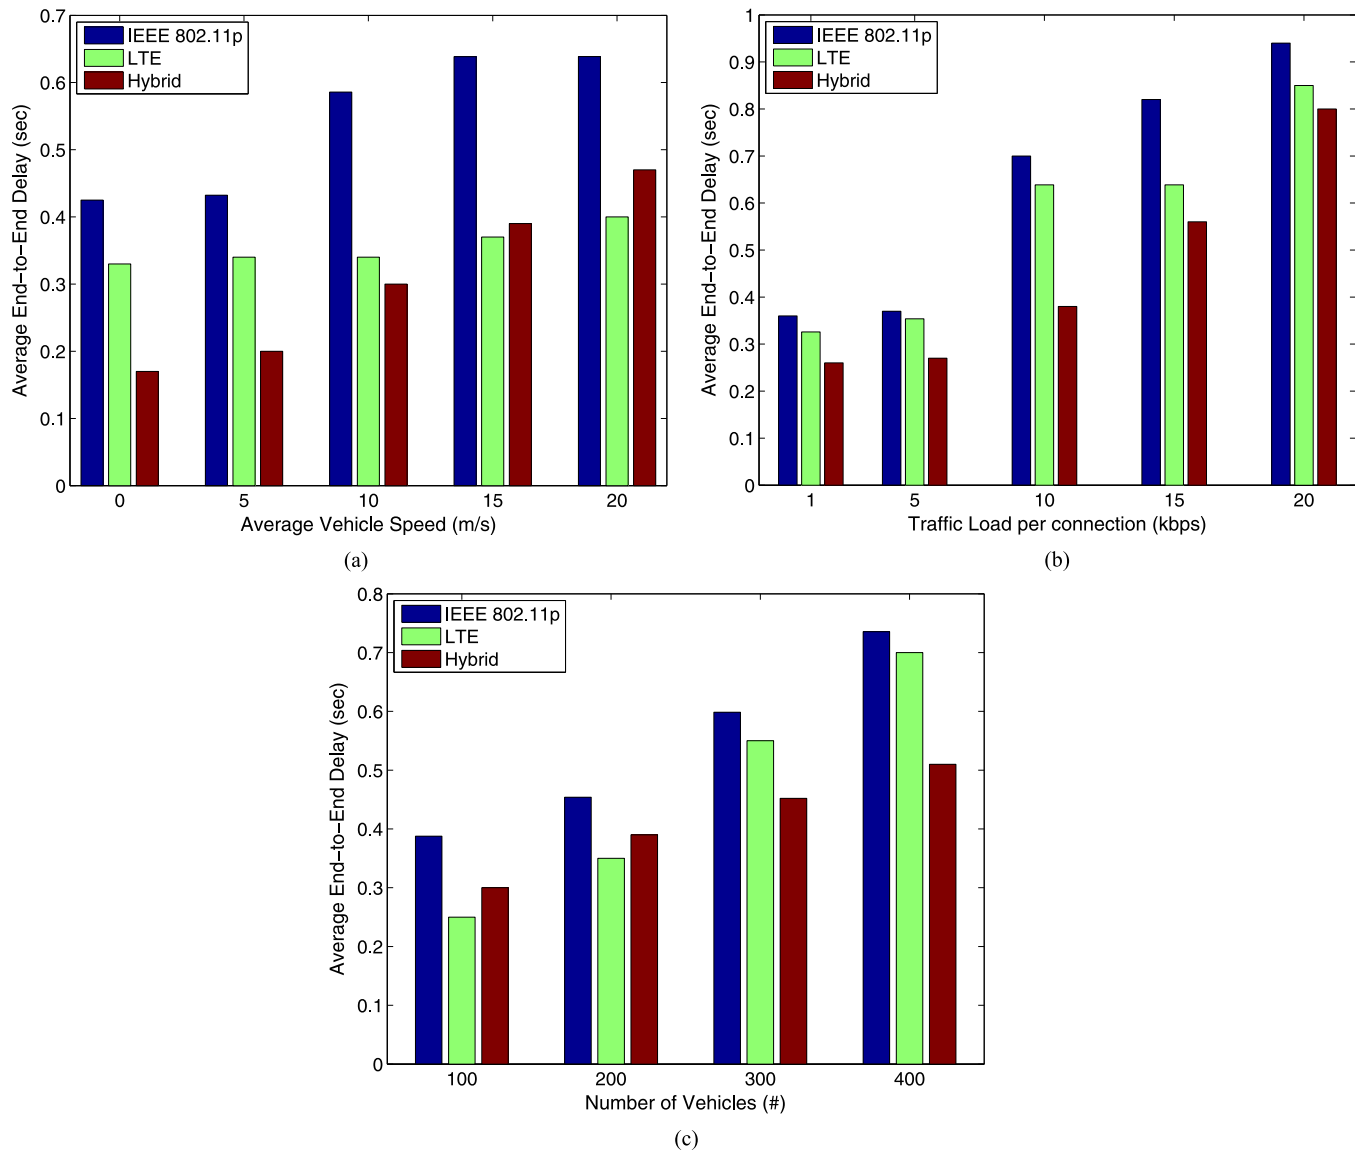 0.7
0.6
0.5
0.4
0.3
0.2
0.1
0
Average End−to−End Delay (sec)
IEEE 802.11p
LTE
Hybrid
0 5 10 15 20
Average Vehicle Speed (m/s)
(a)
1
0.9
0.8
0.7
0.6
0.5
0.4
0.3
0.2
0.1
0
Average End−to−End Delay (sec)
IEEE 802.11p
LTE
Hybrid
1 5 10 15 20
Traffic Load per connection (kbps)
(b)
0.8
0.7
0.6
0.5
0.4
0.3
0.2
0.1
0
Average End−to−End Delay (sec)
IEEE 802.11p
LTE
Hybrid
100 200 300 400
Number of Vehicles (#)
(c)